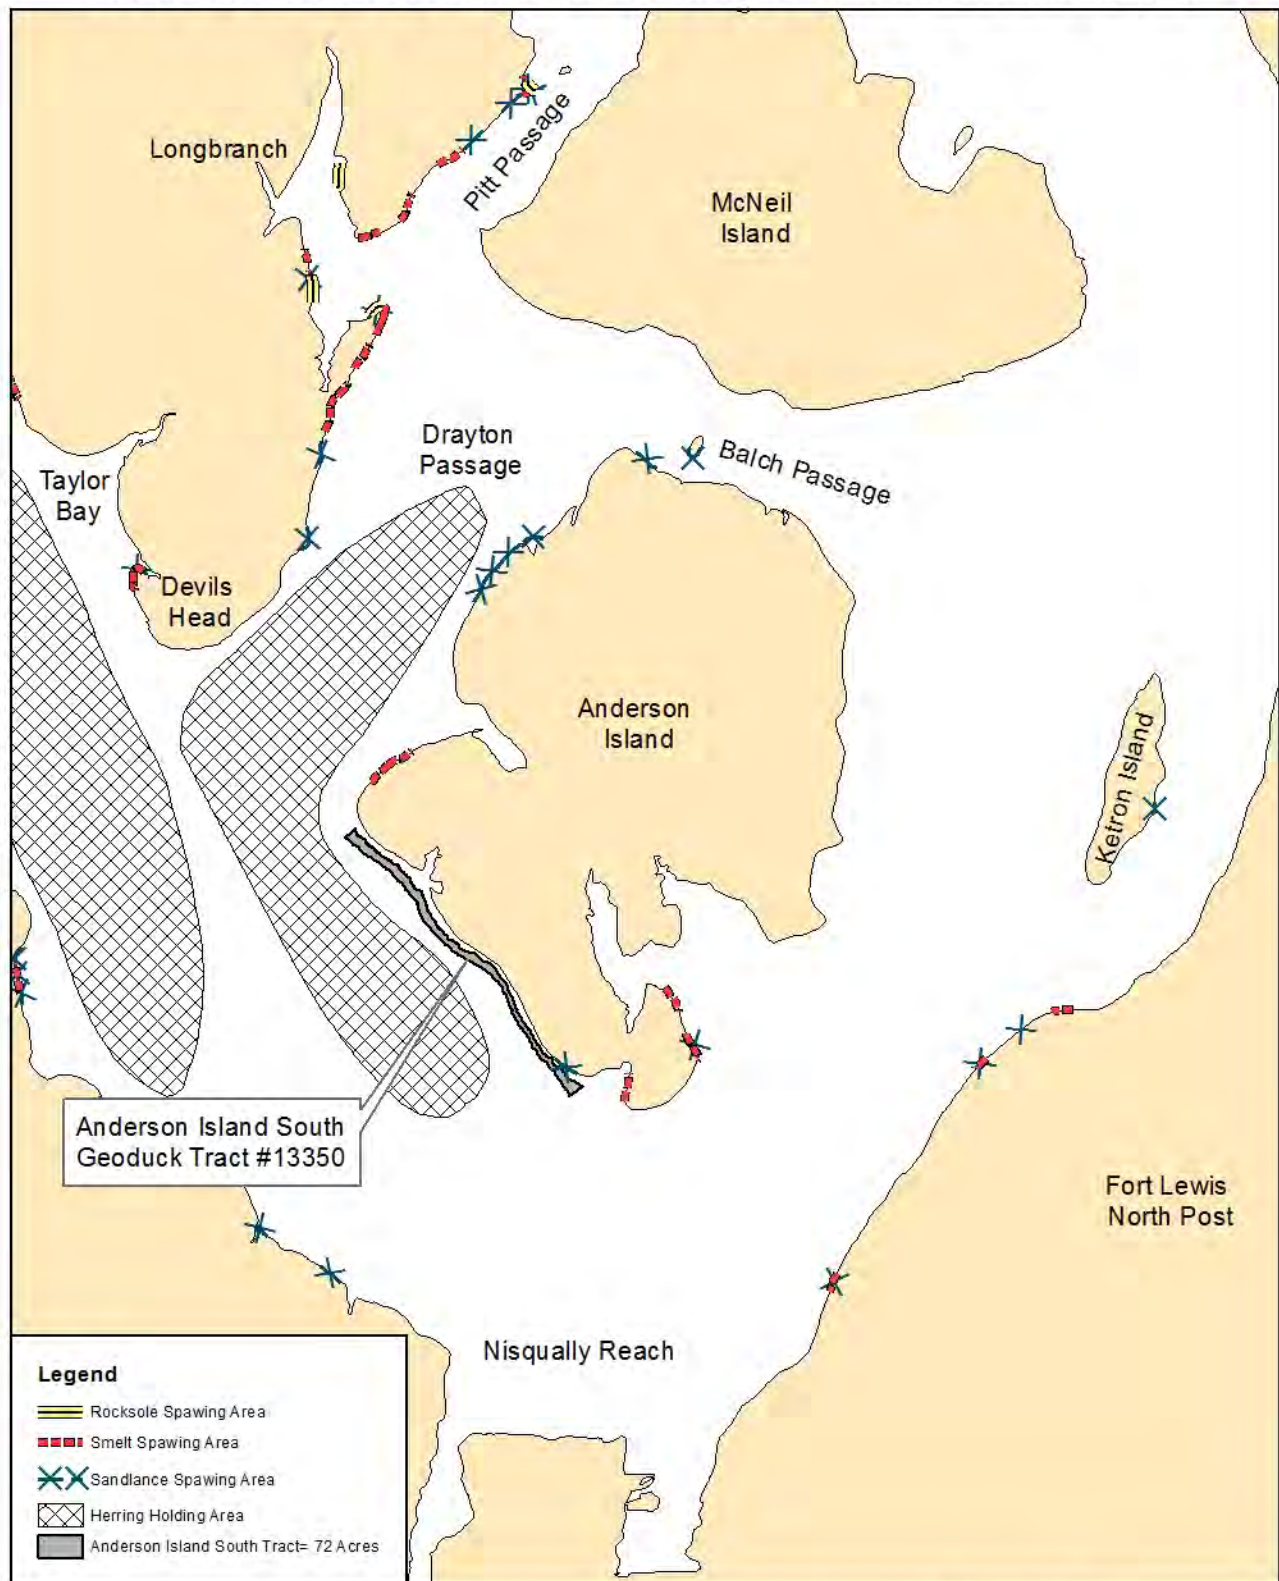 Longbranch
Pitt Passage
McNeil
Island
Drayton
Passage
Balch Passage
Taylor
Bay
Devils
Head
Anderson
Island
Ketron Island
Anderson Island South
Geoduck Tract #13350
Fort Lewis
North Post
Nisqually Reach
Legend
Rocksole Spawing Area
Smelt Spawing Area
Sandlance Spawing Area
Herring Holding Area
Anderson Island South Tract= 72 Acres